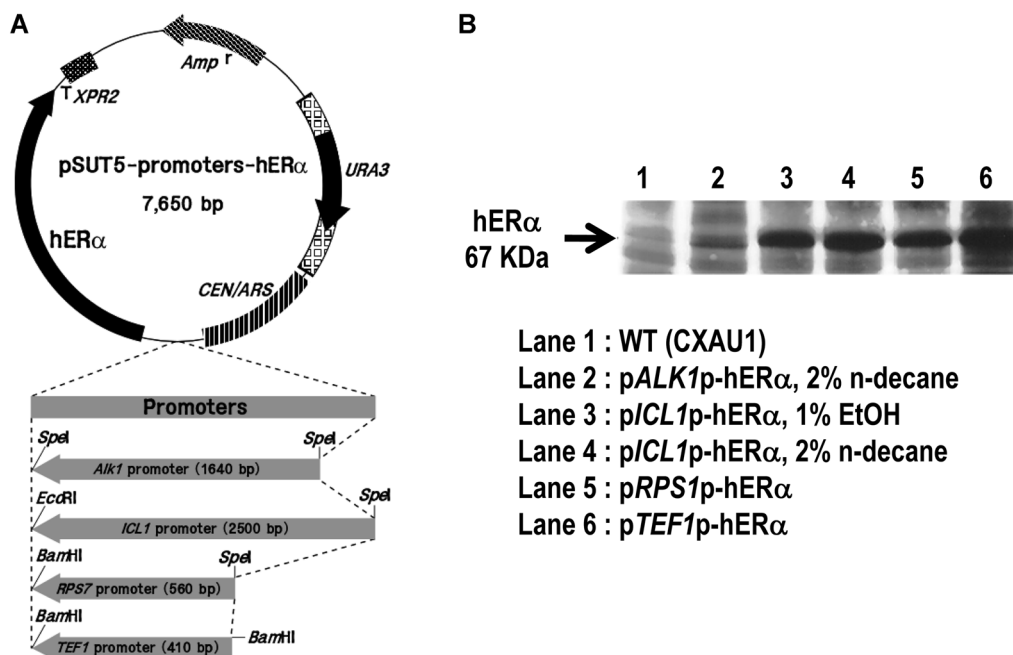 A
Amp r
T XPR2
pSUT5-promoters-hERα
7,650 bp
URA3
hERα
CEN/ARS
Promoters
SpeI
SpeI
Alk1 promoter (1640 bp)
EcoRI
SpeI
ICL1 promoter (2500 bp)
BamHI
SpeI
RPS7 promoter (560 bp)
BamHI
BamHI
TEF1 promoter (410 bp)
B
1 2 3 4 5 6
hERα
67 KDa
Lane 1 : WT (CXAU1)
Lane 2 : pALK1p-hERα, 2% n-decane
Lane 3 : pICL1p-hERα, 1% EtOH
Lane 4 : pICL1p-hERα, 2% n-decane
Lane 5 : pRPS1p-hERα
Lane 6 : pTEF1p-hERα